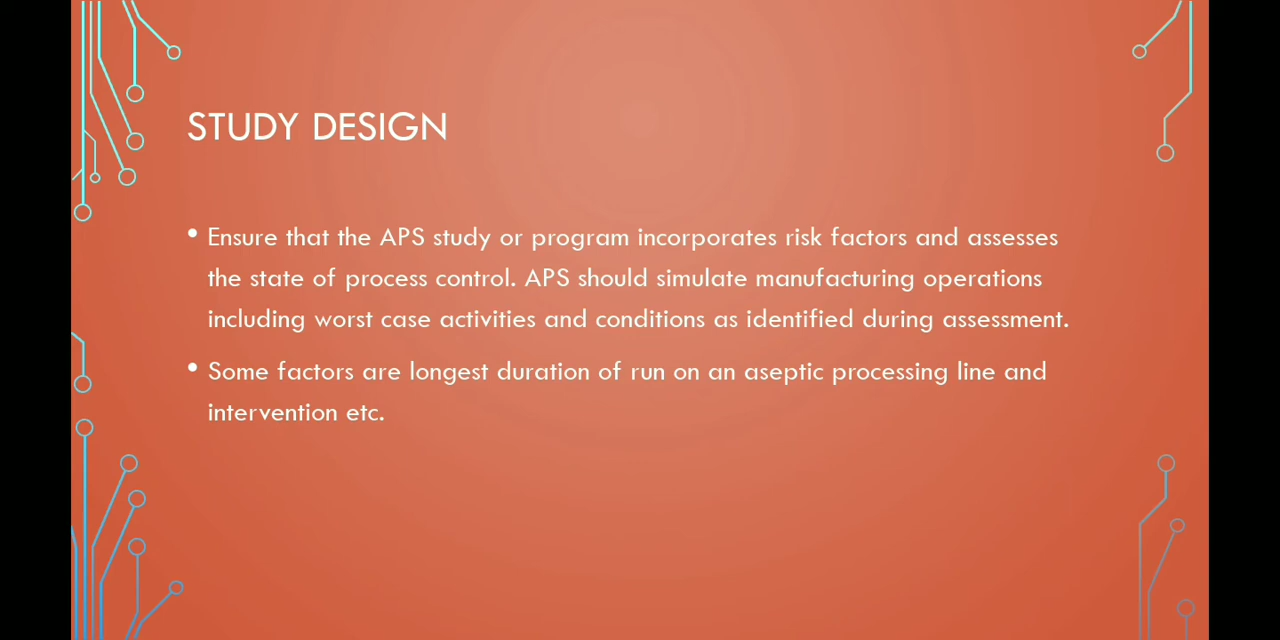 STUDY DESIGN
• Ensure that the APS study or program incorporates risk factors and assesses
the state of process control. APS should simulate manufacturing operations
including worst case activities and conditions as identified during assessment.
• Some factors are longest duration of run on an aseptic processing line and
intervention etc.